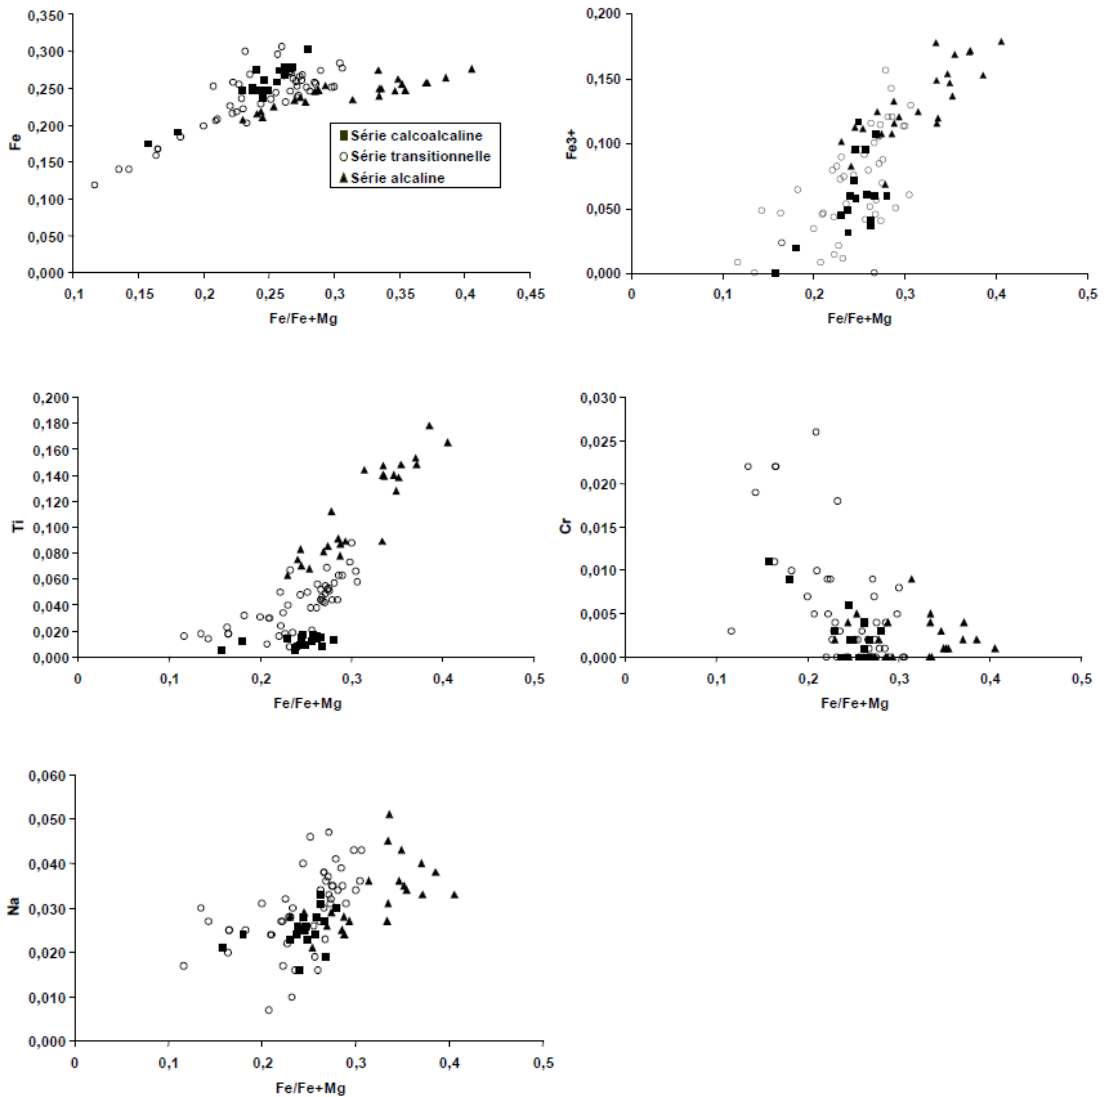 0,350
0,300
0,250
0,200
0,150
0,100
0,050
0,000
Fe
0,1 0,15 0,2 0,25 0,3 0,35 0,4 0,45
Fe/Fe+Mg
Série calcoalcaline
Série transitionnelle
Série alcaline
0,200
0,150
0,100
0,050
0,000
Fe3+
0 0,1 0,2 0,3 0,4 0,5
Fe/Fe+Mg
0,200
0,180
0,160
0,140
0,120
0,100
0,080
0,060
0,040
0,020
0,000
Ti
0 0,1 0,2 0,3 0,4 0,5
Fe/Fe+Mg
0,030
0,025
0,020
0,015
0,010
0,005
0,000
Cr
0 0,1 0,2 0,3 0,4 0,5
Fe/Fe+Mg
0,060
0,050
0,040
0,030
0,020
0,010
0,000
Na
0 0,1 0,2 0,3 0,4 0,5
Fe/Fe+Mg